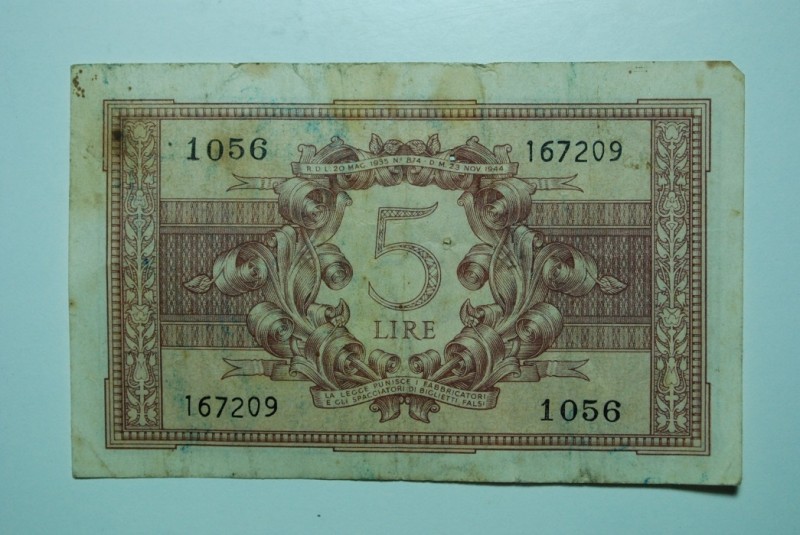 1056
167209
R.D.L. 20 MAG. 1935 N° 874 - D.M. 23 NOV. 1944
5
LIRE
LA LEGGE PUNISCE I FABBRICATORI
E GLI SPACCIATORI DI BIGLIETTI FALSI
167209
1056